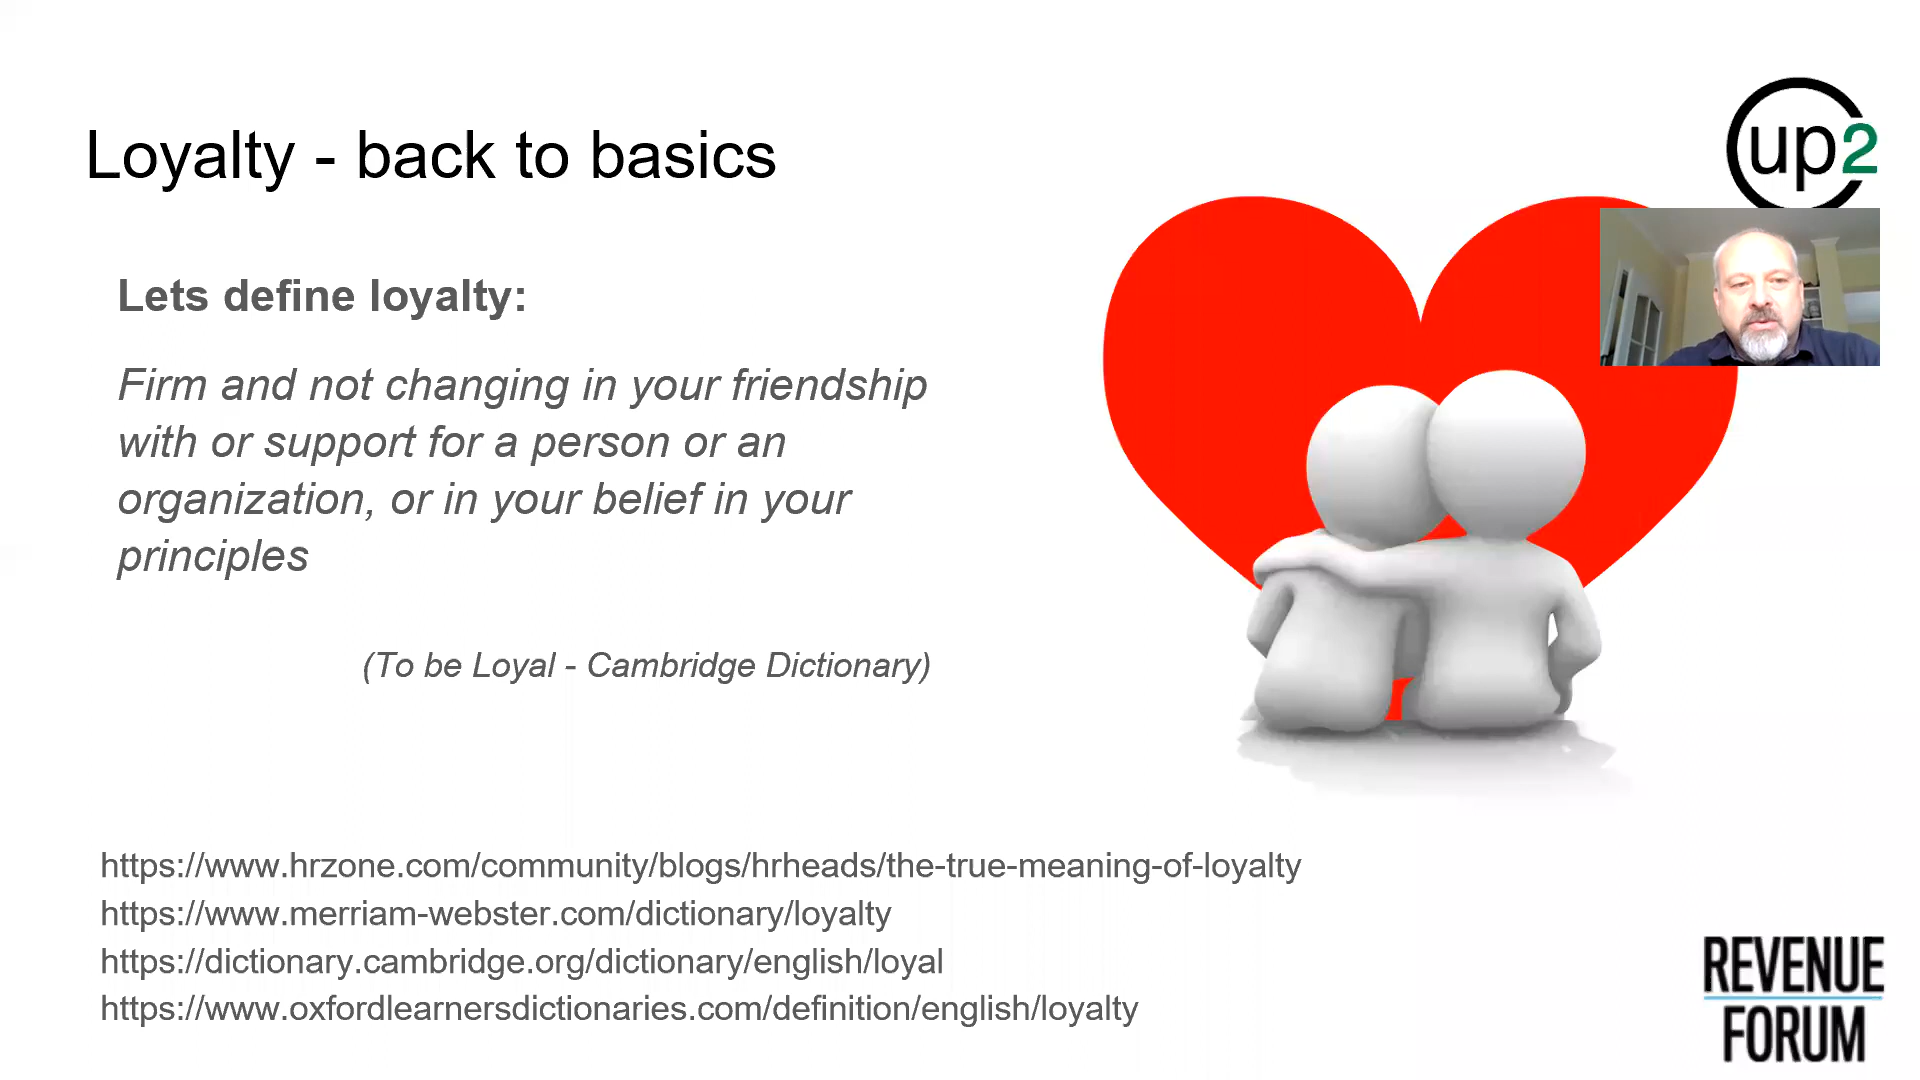 up2
Loyalty - back to basics
Lets define loyalty:
Firm and not changing in your friendship
with or support for a person or an
organization, or in your belief in your
principles
(To be Loyal - Cambridge Dictionary)
https://www.hrzone.com/community/blogs/hrheads/the-true-meaning-of-loyalty
https://www.merriam-webster.com/dictionary/loyalty
https://dictionary.cambridge.org/dictionary/english/loyal
https://www.oxfordlearnersdictionaries.com/definition/english/loyalty
REVENUE
FORUM